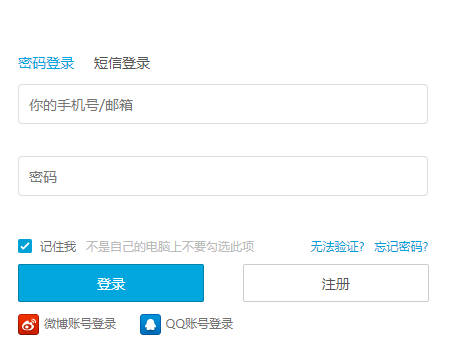 密码登录 短信登录
你的手机号/邮箱
密码
记住我 不是自己的电脑上不要勾选此项 无法验证? 忘记密码?
登录 注册
微博账号登录 QQ账号登录